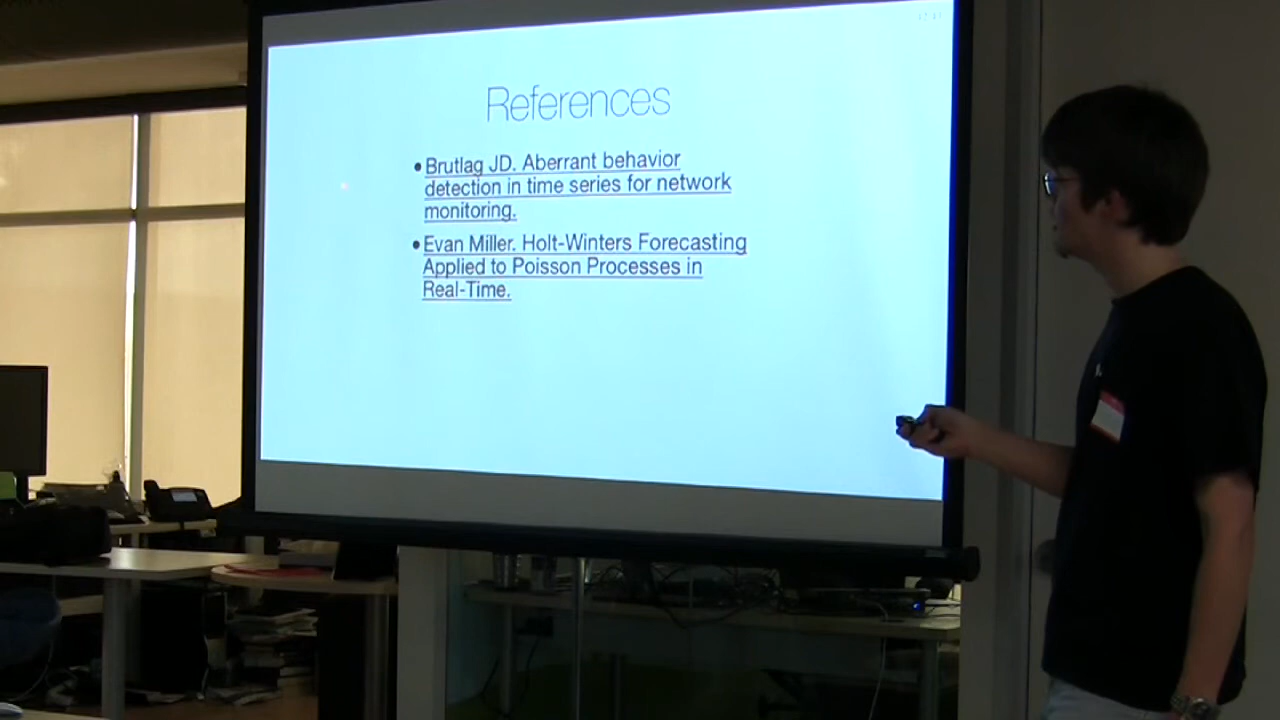 References
• Brutlag JD. Aberrant behavior
detection in time series for network
monitoring.
• Evan Miller. Holt-Winters Forecasting
Applied to Poisson Processes in
Real-Time.